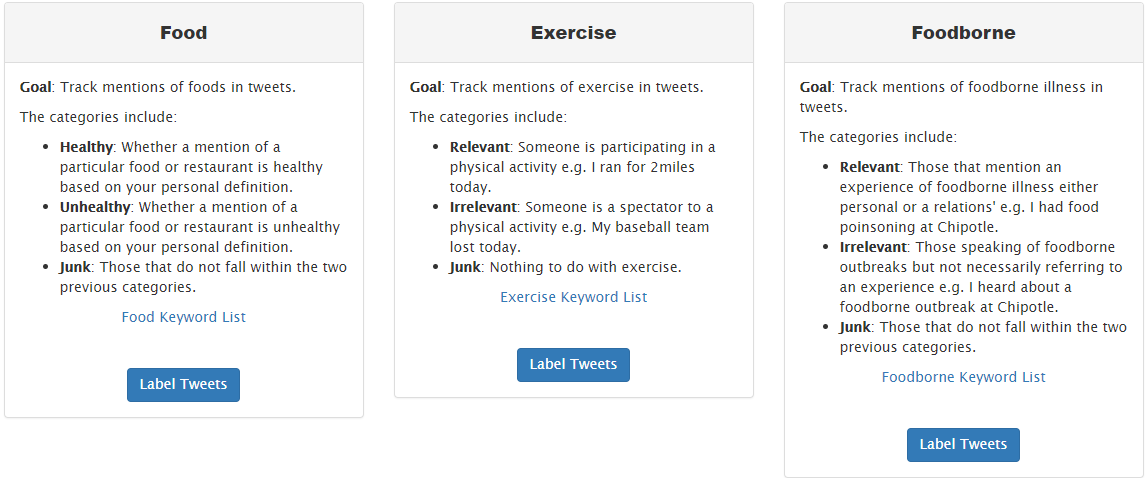 Food
Goal: Track mentions of foods in tweets.
The categories include:
Healthy: Whether a mention of a
particular food or restaurant is healthy
based on your personal definition.
Unhealthy: Whether a mention of a
particular food or restaurant is unhealthy
based on your personal definition.
Junk: Those that do not fall within the two
previous categories.
Food Keyword List
Label Tweets
Exercise
Goal: Track mentions of exercise in tweets.
The categories include:
Relevant: Someone is participating in a
physical activity e.g. I ran for 2miles
today.
Irrelevant: Someone is a spectator to a
physical activity e.g. My baseball team
lost today.
Junk: Nothing to do with exercise.
Exercise Keyword List
Label Tweets
Foodborne
Goal: Track mentions of foodborne illness in
tweets.
The categories include:
Relevant: Those that mention an
experience of foodborne illness either
personal or a relations' e.g. I had food
poinsoning at Chipotle.
Irrelevant: Those speaking of foodborne
outbreaks but not necessarily referring to
an experience e.g. I heard about a
foodborne outbreak at Chipotle.
Junk: Those that do not fall within the two
previous categories.
Foodborne Keyword List
Label Tweets